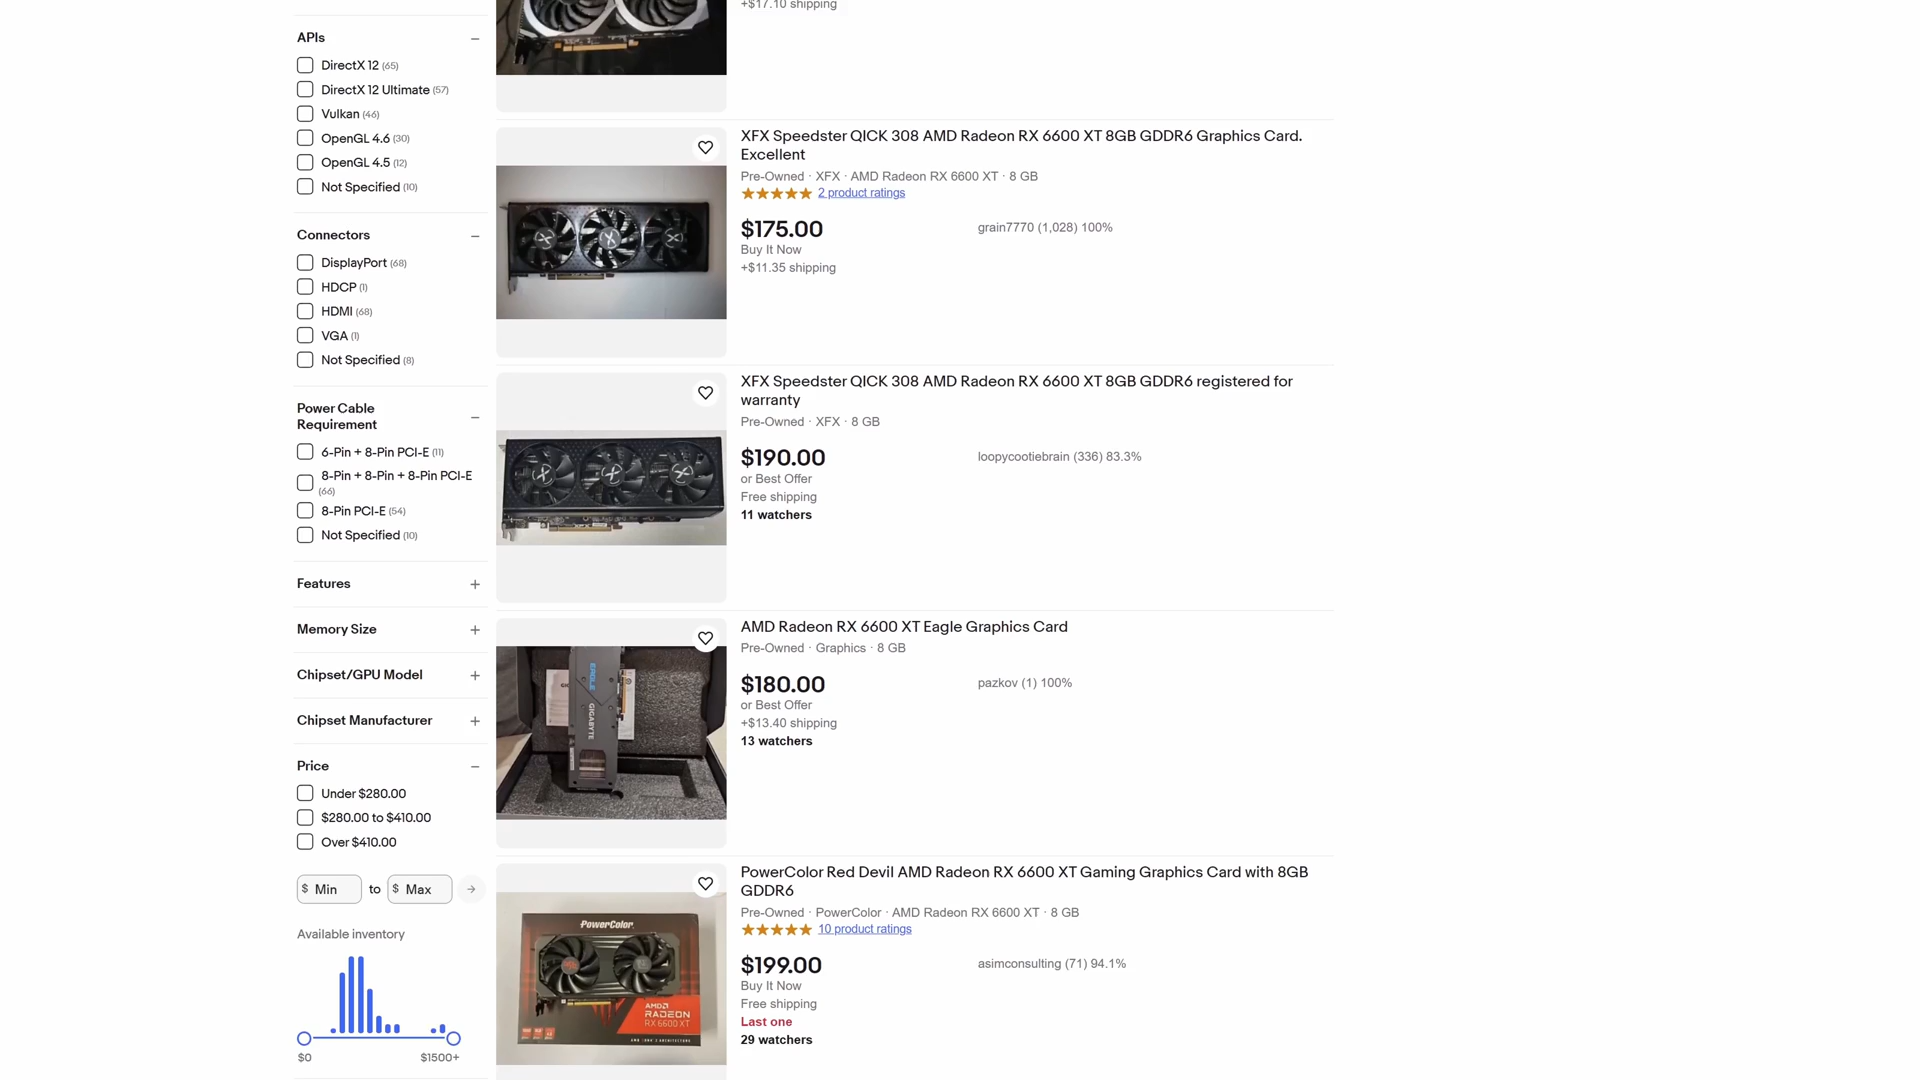 +$17.10 shipping
APIs
DirectX 12 (65)
DirectX 12 Ultimate (57)
Vulkan (46)
OpenGL 4.6 (30)
OpenGL 4.5 (12)
Not Specified (10)
Connectors
DisplayPort (68)
HDCP (1)
HDMI (68)
VGA (1)
Not Specified (8)
Power Cable
Requirement
6-Pin + 8-Pin PCI-E (11)
8-Pin + 8-Pin + 8-Pin PCI-E
(66)
8-Pin PCI-E (54)
Not Specified (10)
Features
Memory Size
Chipset/GPU Model
Chipset Manufacturer
Price
Under $280.00
$280.00 to $410.00
Over $410.00
$ Min to $ Max
Available inventory
$0 $1500+
XFX Speedster QICK 308 AMD Radeon RX 6600 XT 8GB GDDR6 Graphics Card.
Excellent
Pre-Owned · XFX · AMD Radeon RX 6600 XT · 8 GB
2 product ratings
$175.00
grain7770 (1,028) 100%
Buy It Now
+$11.35 shipping
XFX Speedster QICK 308 AMD Radeon RX 6600 XT 8GB GDDR6 registered for
warranty
Pre-Owned · XFX · 8 GB
$190.00
loopycootiebrain (336) 83.3%
or Best Offer
Free shipping
11 watchers
EAGLE
GIGABYTE
AMD Radeon RX 6600 XT Eagle Graphics Card
Pre-Owned · Graphics · 8 GB
$180.00
pazkov (1) 100%
or Best Offer
+$13.40 shipping
13 watchers
PowerColor
AMD
RADEON
RX 6600 XT
PowerColor Red Devil AMD Radeon RX 6600 XT Gaming Graphics Card with 8GB
GDDR6
Pre-Owned · PowerColor · AMD Radeon RX 6600 XT · 8 GB
10 product ratings
$199.00
asimconsulting (71) 94.1%
Buy It Now
Free shipping
Last one
29 watchers